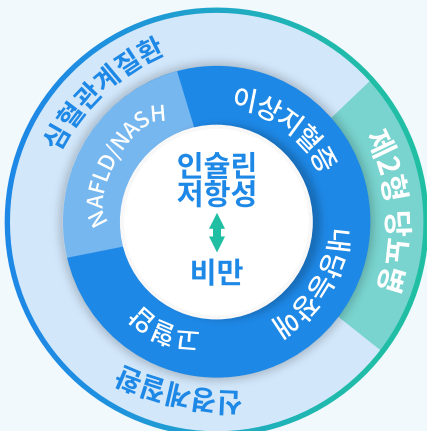 심혈관계질환
제2형 당뇨병
신경계질환
NAFLD/NASH
이상지혈증
내당능장애
고혈압
인슐린
저항성
비만